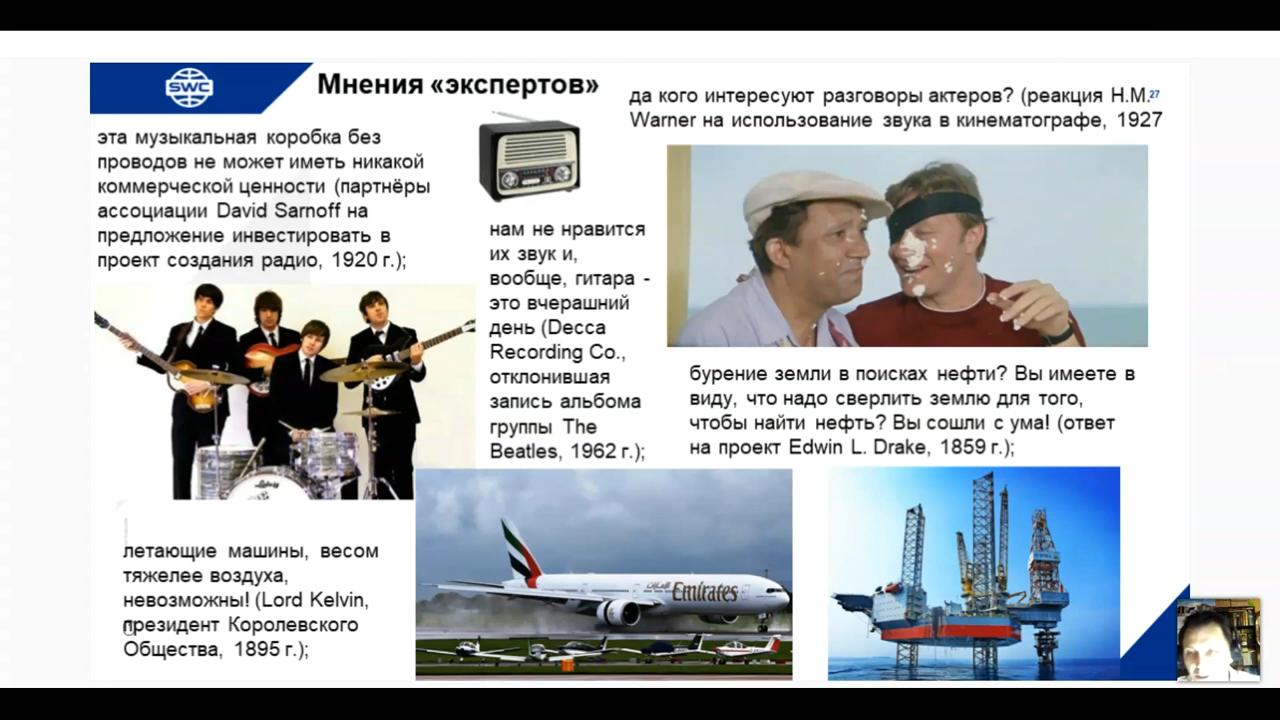 SWC
Мнения «экспертов»
эта музыкальная коробка без
проводов не может иметь никакой
коммерческой ценности (партнёры
ассоциации David Sarnoff на
предложение инвестировать в
проект создания радио, 1920 г.);
нам не нравится
их звук и,
вообще, гитара -
это вчерашний
день (Decca
Recording Co.,
отклонившая
запись альбома
группы The
Beatles, 1962 г.);
да кого интересуют разговоры актеров? (реакция H.M.27
Warner на использование звука в кинематографе, 1927
бурение земли в поисках нефти? Вы имеете в
виду, что надо сверлить землю для того,
чтобы найти нефть? Вы сошли с ума! (ответ
на проект Edwin L. Drake, 1859 г.);
летающие машины, весом
тяжелее воздуха,
невозможны! (Lord Kelvin,
президент Королевского
Общества, 1895 г.);
Emirates
Ludwig